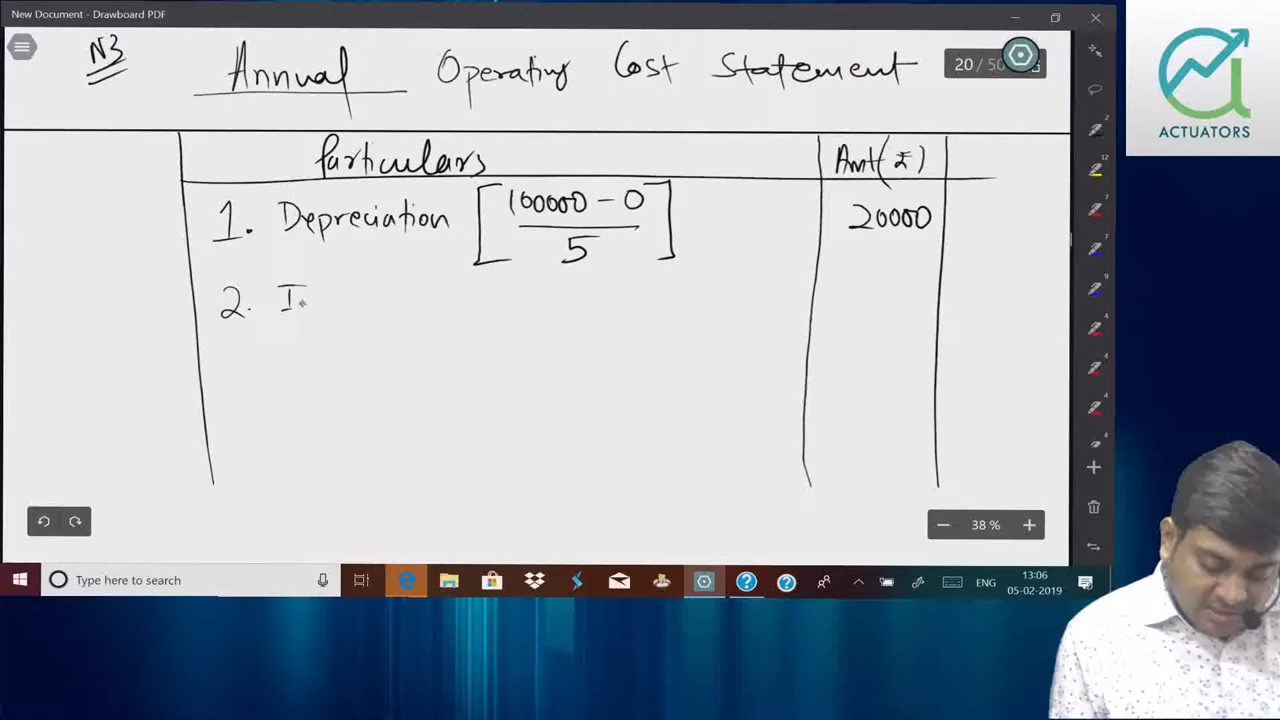 New Document - Drawboard PDF
N3
Annual Operating Cost Statement
20 / 50
ACTUATORS
Particulars
Amt(₹)
1. Depreciation [100000 - 0 / 5]
20000
2. I
38 %
Type here to search
ENG
13:06
05-02-2019